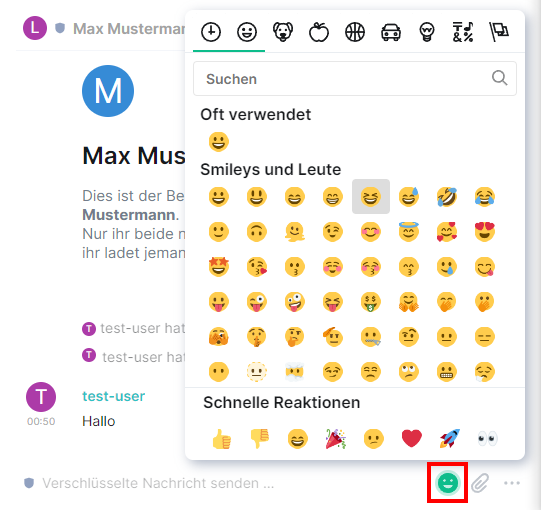 L Max Musterman
Suchen
Oft verwendet
Smileys und Leute
M
Max Mus
Dies ist der Be
Mustermann.
Nur ihr beide n
ihr ladet jeman
T test-user hat
T test-user hat
T test-user
00:50 Hallo
Schnelle Reaktionen
Verschlüsselte Nachricht senden ...